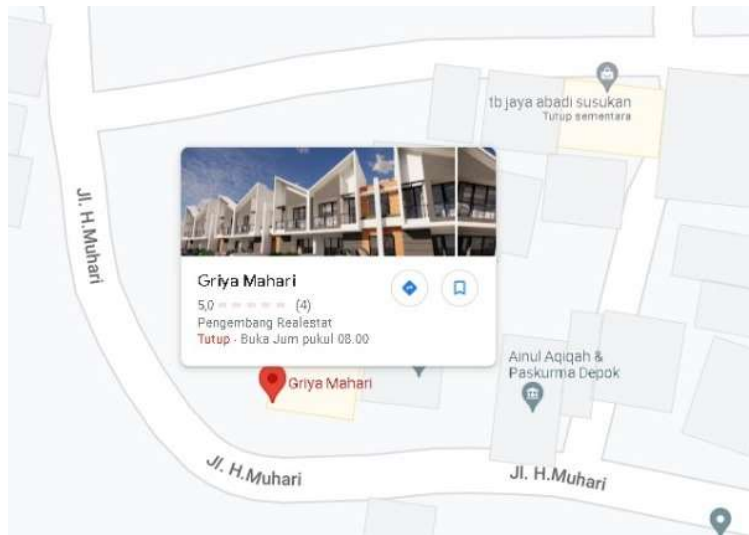 tb jaya abadi susukan
Tutup sementara
Jl. H.Muhari
Griya Mahari
5,0 (4)
Pengembang Realestat
Tutup · Buka Jum pukul 08.00
Ainul Aqiqah &
Paskurma Depok
Griya Mahari
Jl. H.Muhari
Jl. H.Muhari